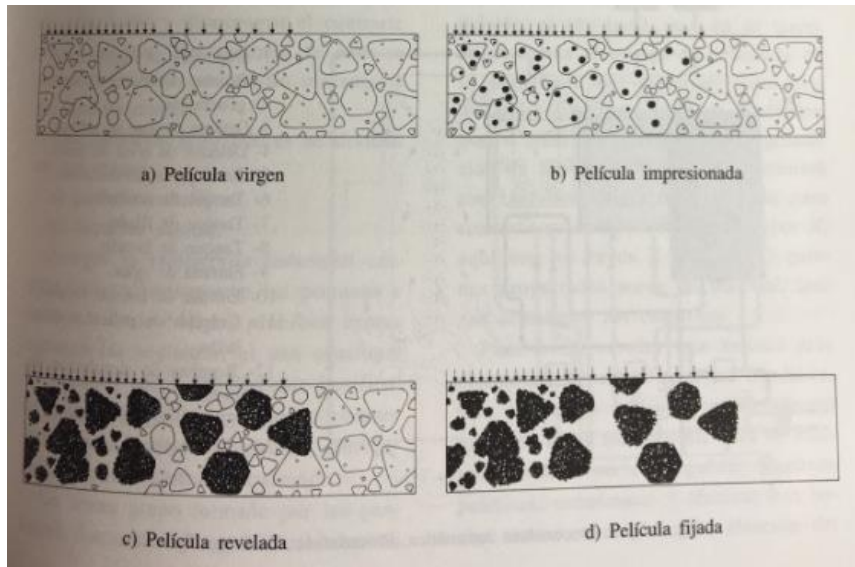 a) Película virgen
b) Película impresionada
c) Película revelada
d) Película fijada